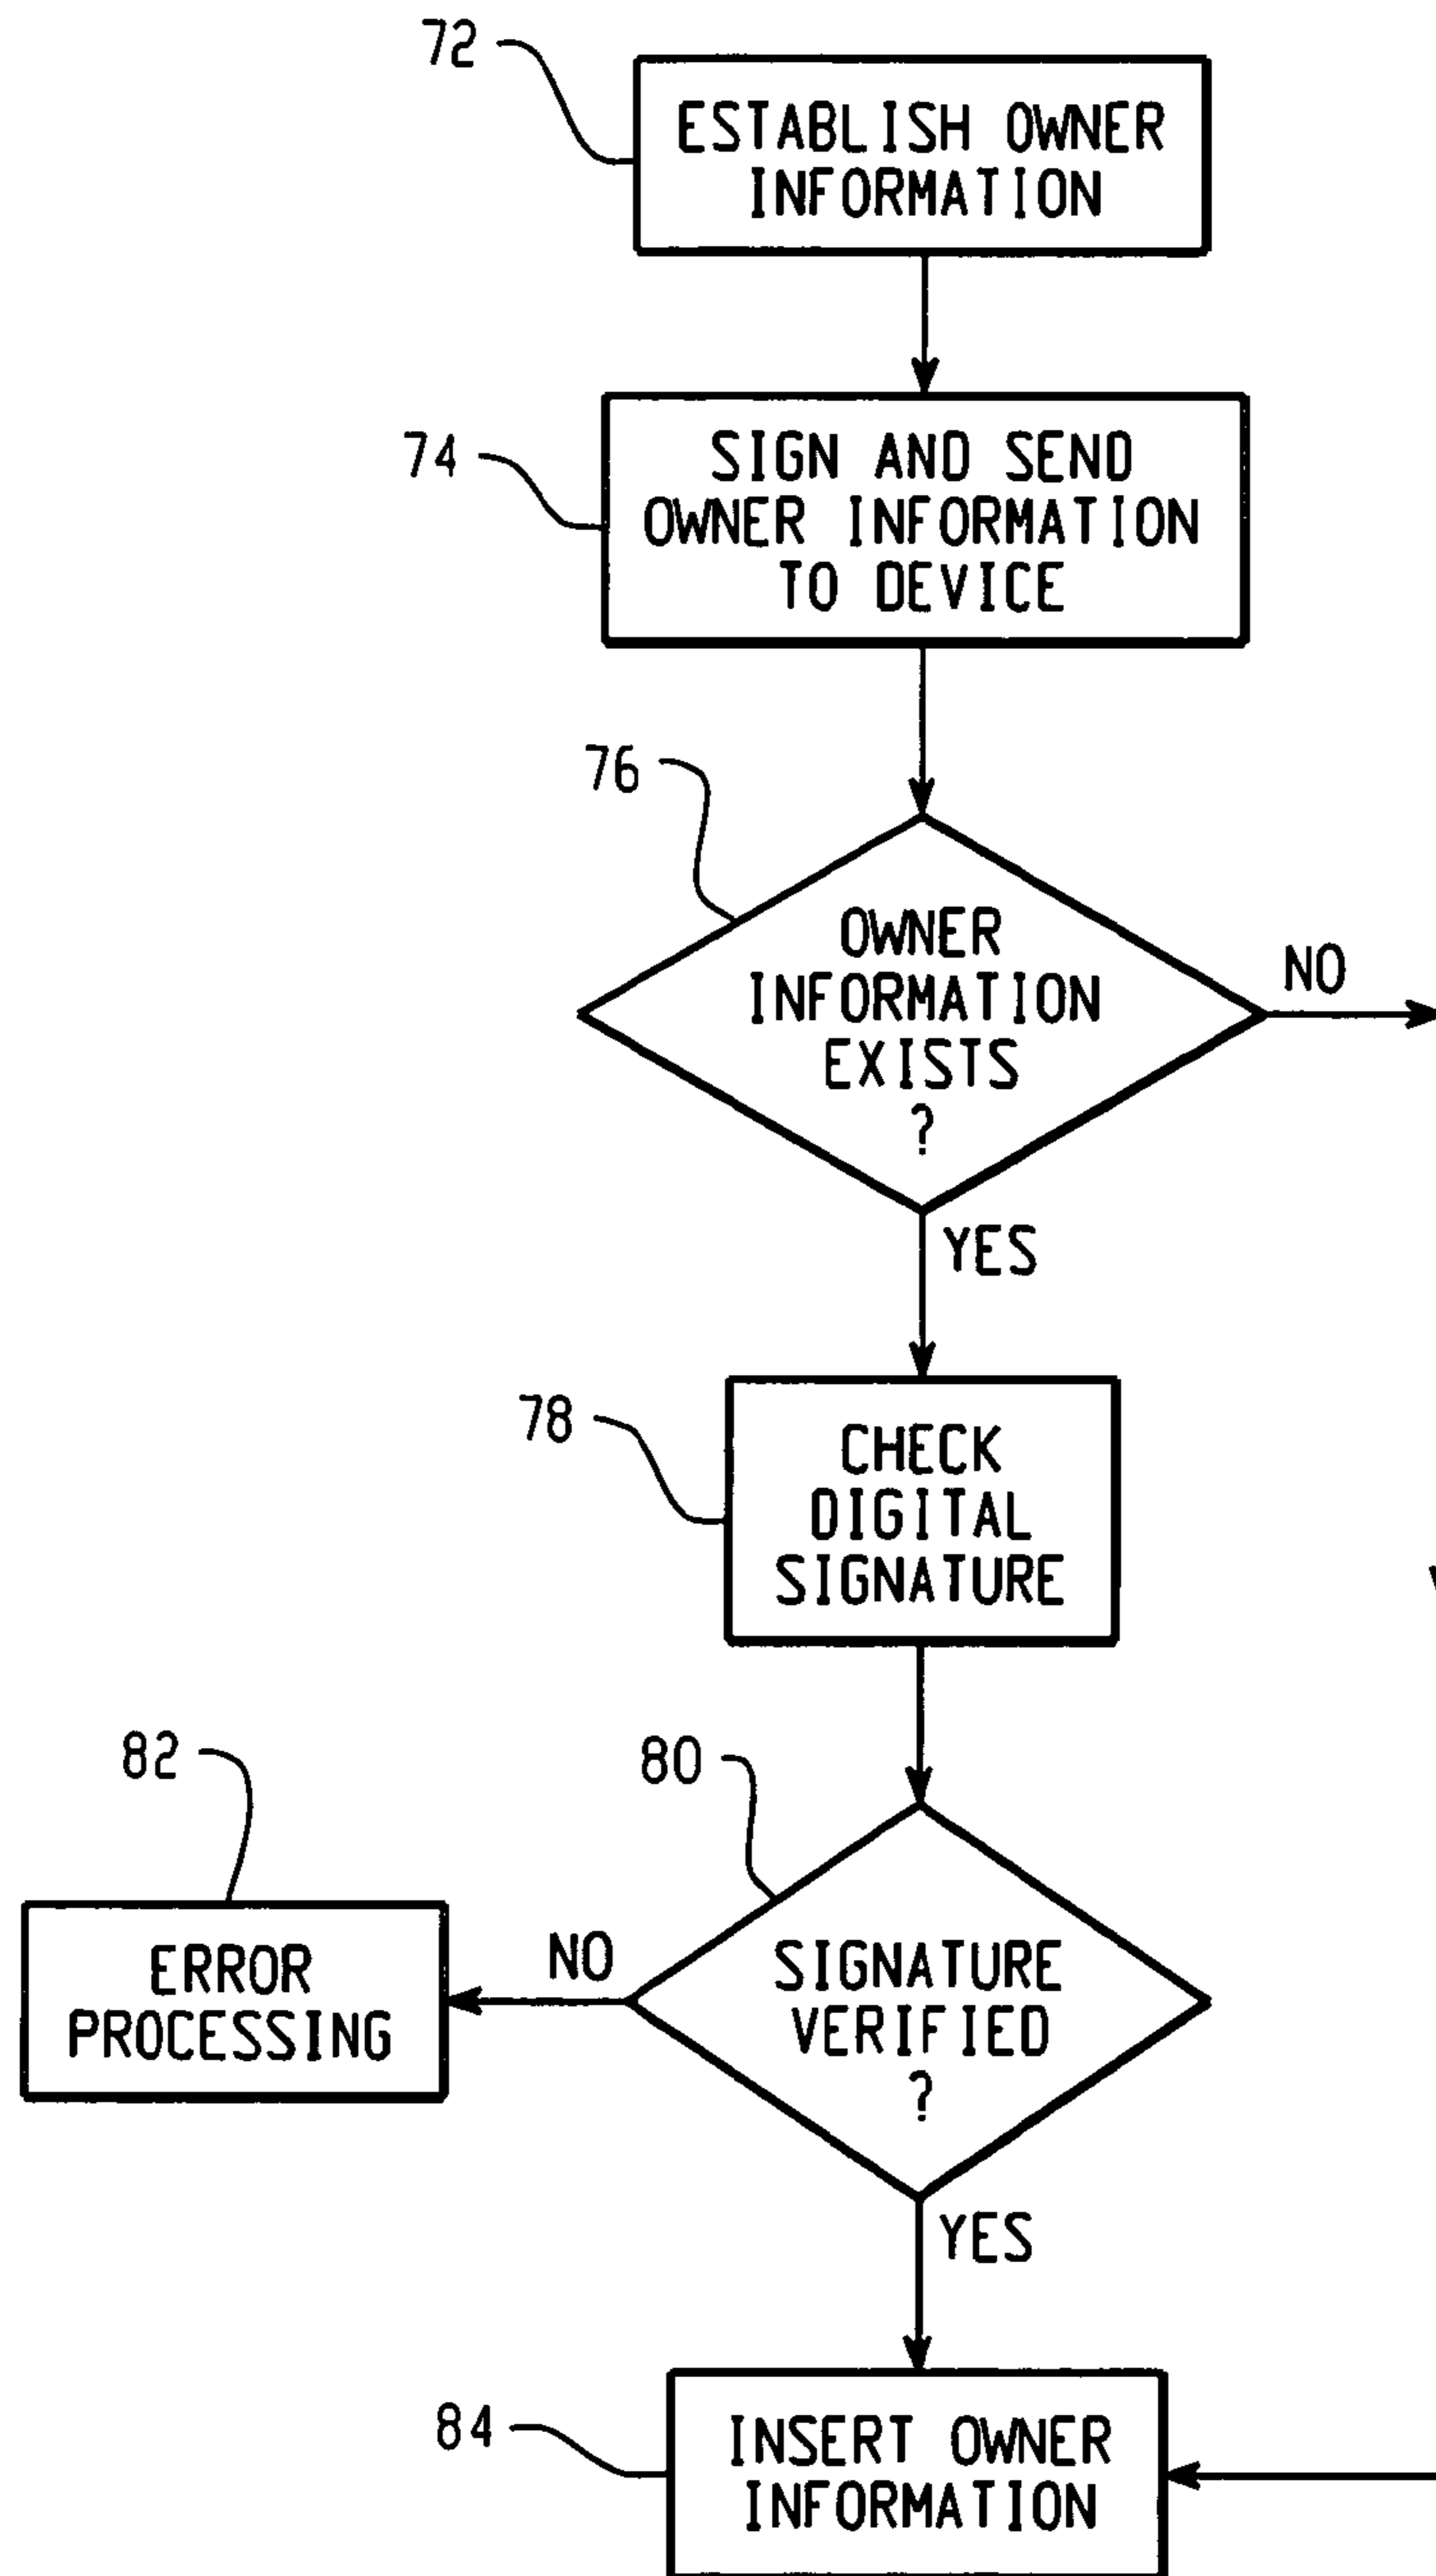 72
ESTABLISH OWNER
INFORMATION
74
SIGN AND SEND
OWNER INFORMATION
TO DEVICE
76
OWNER
INFORMATION
EXISTS
?
NO
YES
78
CHECK
DIGITAL
SIGNATURE
82
80
ERROR
PROCESSING
NO
SIGNATURE
VERIFIED
?
YES
84
INSERT OWNER
INFORMATION